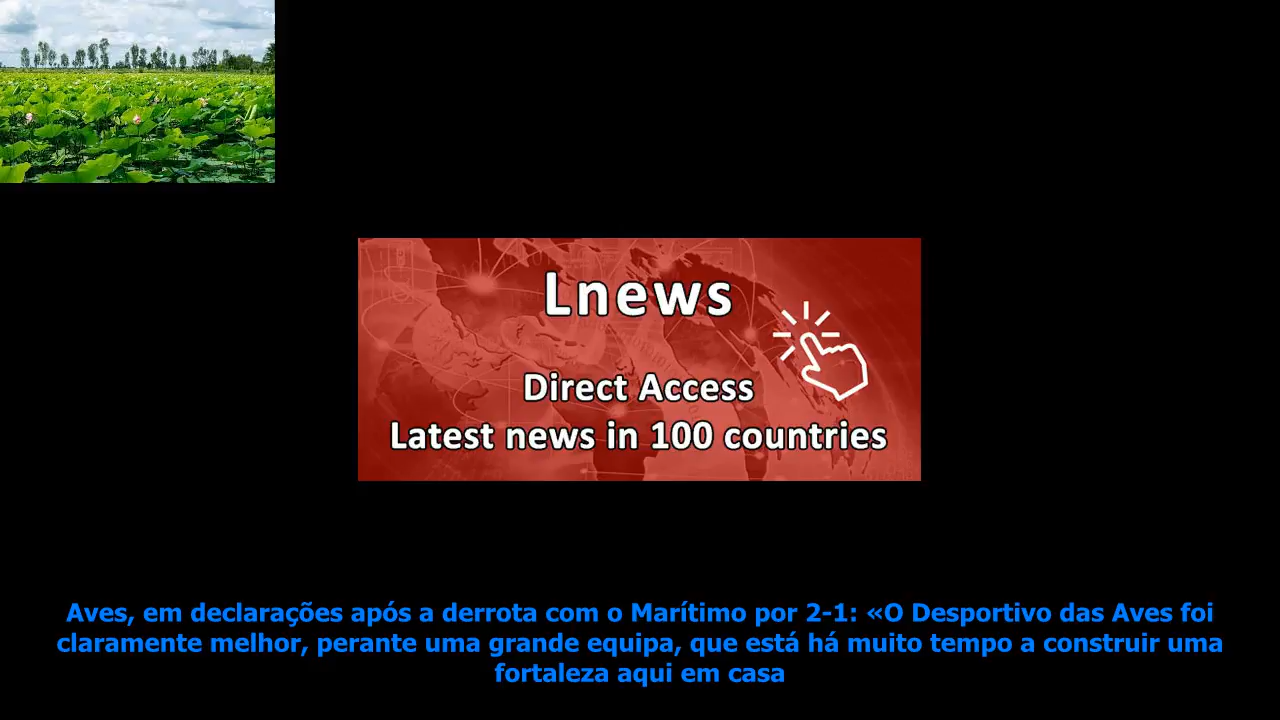 Lnews
Direct Access
Latest news in 100 countries
Aves, em declarações após a derrota com o Marítimo por 2-1: «O Desportivo das Aves foi
claramente melhor, perante uma grande equipa, que está há muito tempo a construir uma
fortaleza aqui em casa